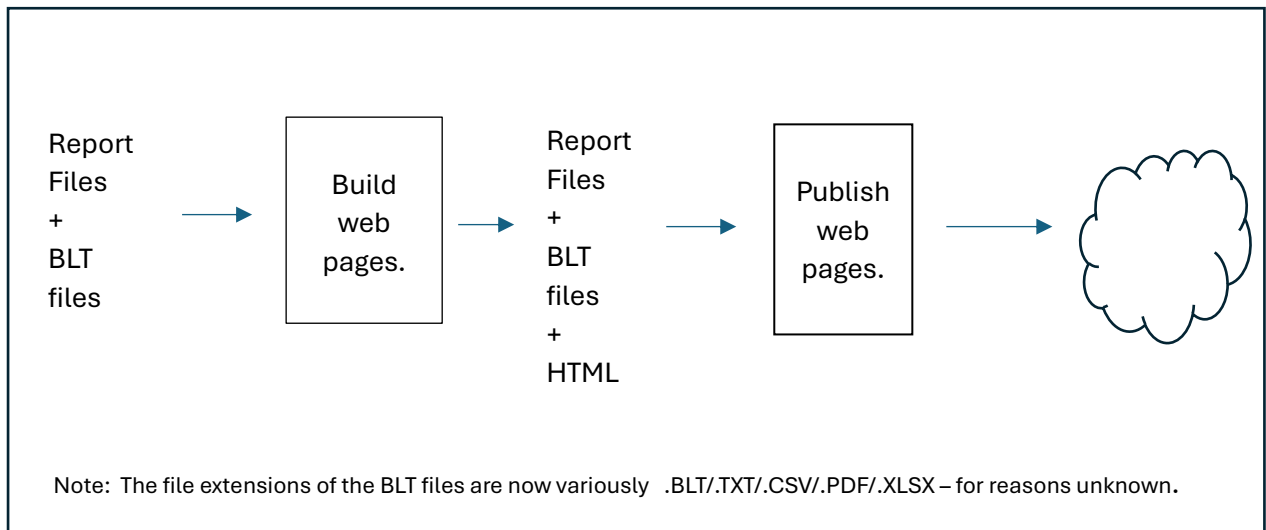 Report
Files
+
BLT
files
Build
web
pages.
Report
Files
+
BLT
files
+
HTML
Publish
web
pages.
Note:  The file extensions of the BLT files are now variously   .BLT/.TXT/.CSV/.PDF/.XLSX – for reasons unknown.